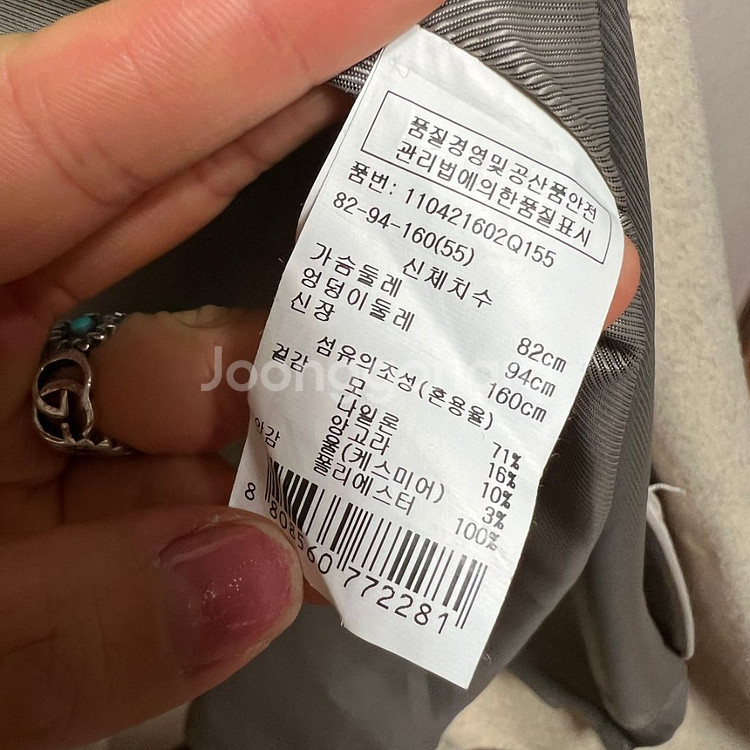 품질경영및공산품안전
관리법에의한품질표시
품번: 110421602Q155
82-94-160(55)
신체치수
가슴둘레 82cm
엉덩이둘레 94cm
신장 160cm
섬유의조성(혼용율)
겉감 모 71%
나일론 16%
앙고라 10%
울(캐시미어) 3%
안감 폴리에스터 100%
8 802560 772281